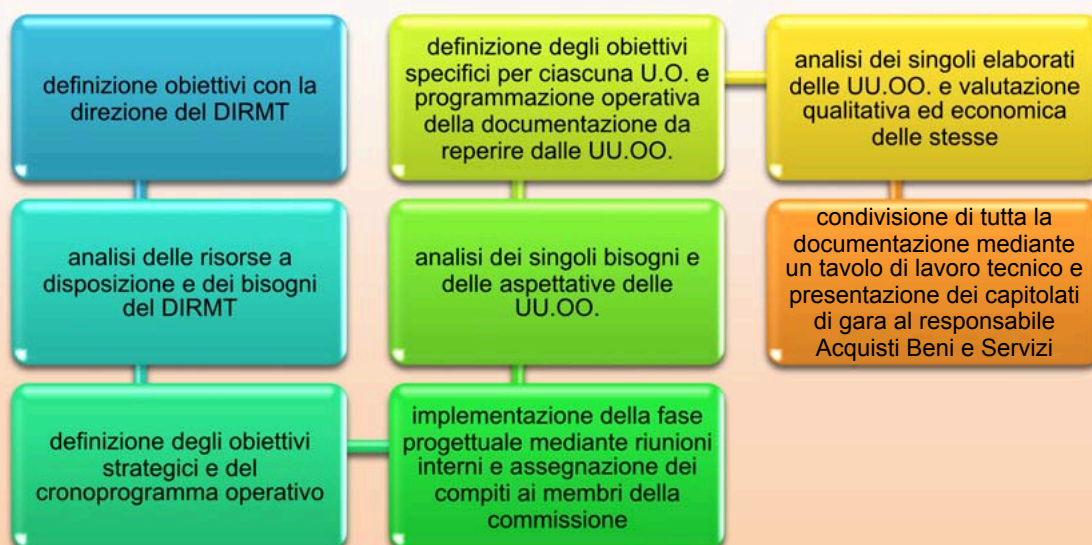 definizione obiettivi con la
direzione del DIRMT
analisi delle risorse a
disposizione e dei bisogni
del DIRMT
definizione degli obiettivi
strategici e del
cronoprogramma operativo
implementazione della fase
progettuale mediante riunioni
interni e assegnazione dei
compiti ai membri della
commissione
analisi dei singoli bisogni e
delle aspettative delle
UU.OO.
definizione degli obiettivi
specifici per ciascuna U.O. e
programmazione operativa
della documentazione da
reperire dalle UU.OO.
analisi dei singoli elaborati
delle UU.OO. e valutazione
qualitativa ed economica
delle stesse
condivisione di tutta la
documentazione mediante
un tavolo di lavoro tecnico e
presentazione dei capitolati
di gara al responsabile
Acquisti Beni e Servizi